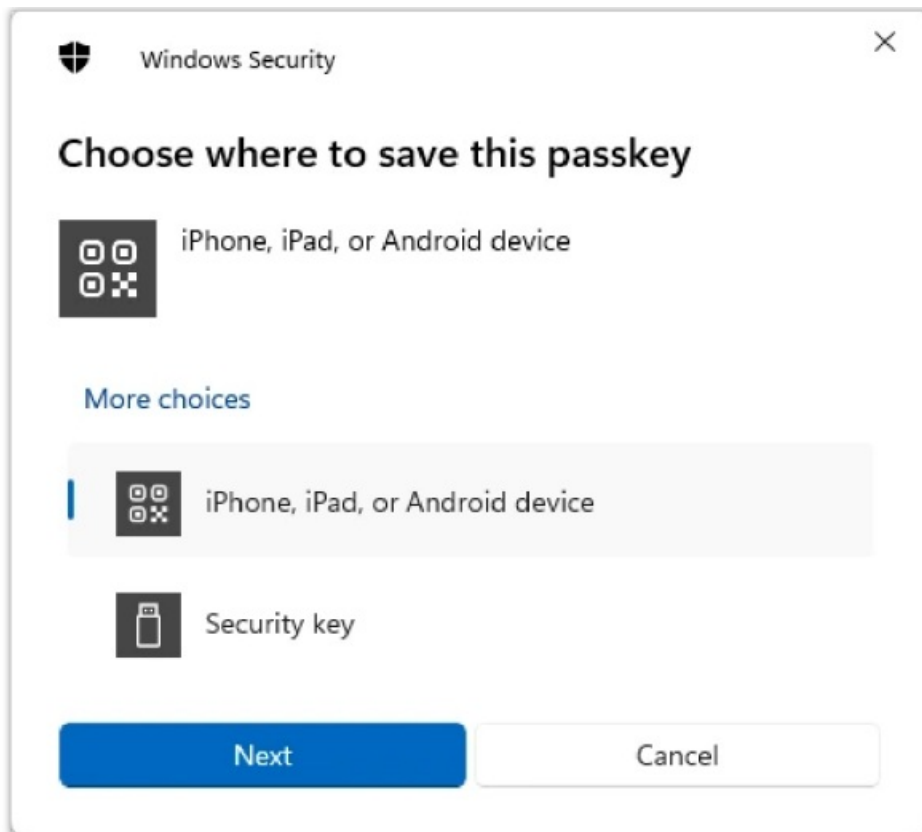 Windows Security
Choose where to save this passkey
iPhone, iPad, or Android device
More choices
iPhone, iPad, or Android device
Security key
Next
Cancel